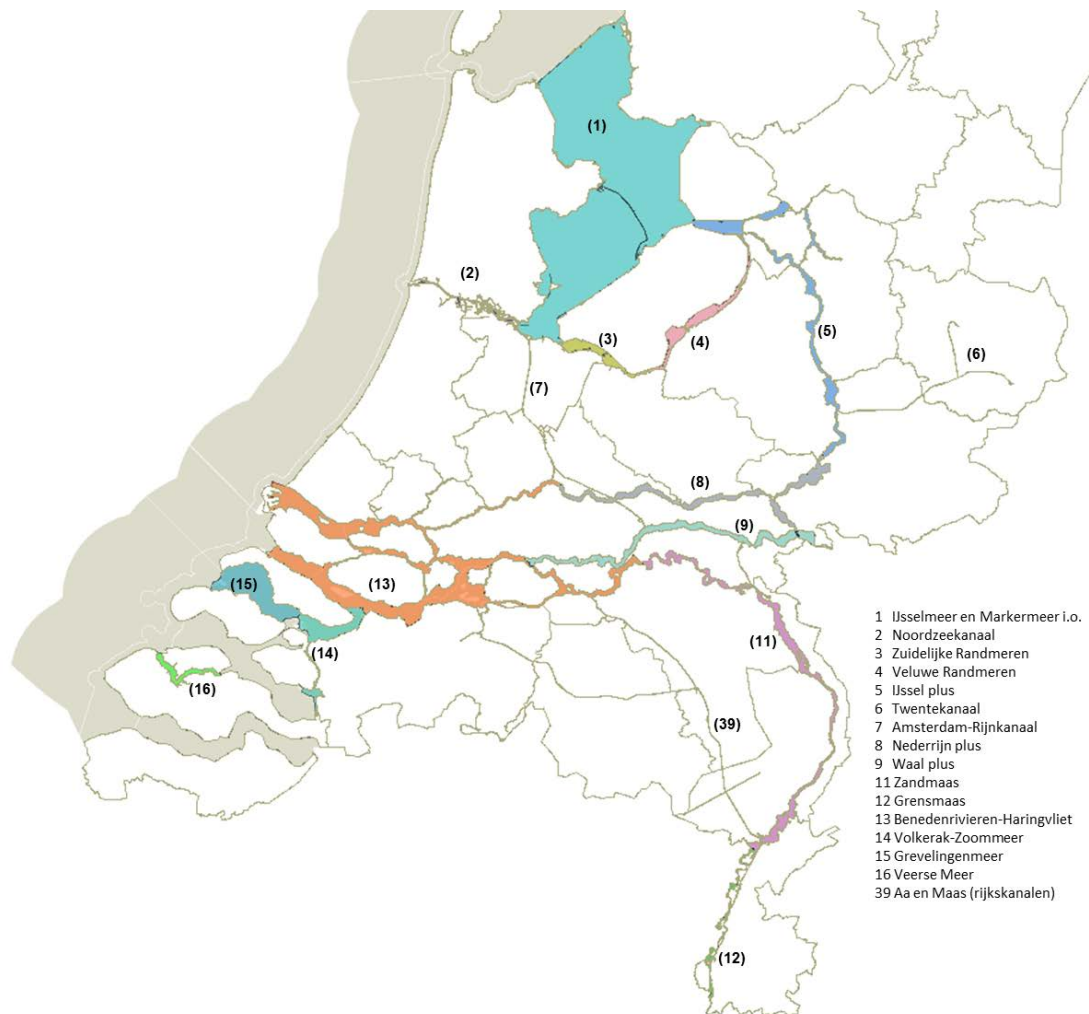 (1)
(2)
(3)
(4)
(5)
(6)
(7)
(8)
(9)
(13)
(15)
(11)
(14)
(16)
(39)
(12)
1 IJsselmeer en Markermeer i.o.
2 Noordzeekanaal
3 Zuidelijke Randmeren
4 Veluwe Randmeren
5 IJssel plus
6 Twentekanaal
7 Amsterdam-Rijnkanaal
8 Nederrijn plus
9 Waal plus
11 Zandmaas
12 Grensmaas
13 Benedenrivieren-Haringvliet
14 Volkerak-Zoommeer
15 Grevelingenmeer
16 Veerse Meer
39 Aa en Maas (rijkskanalen)